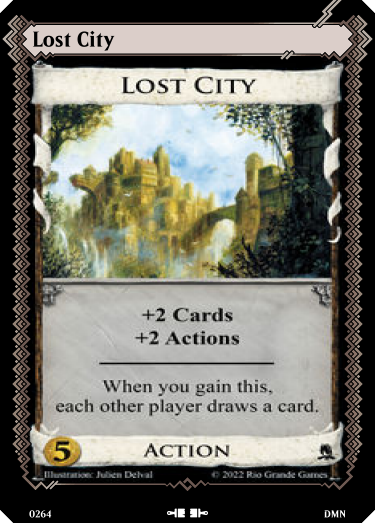 Lost City
LOST CITY
+2 Cards
+2 Actions
When you gain this,
each other player draws a card.
5
ACTION
Illustration: Julien Delval
© 2022 Rio Grande Games
0264
DMN